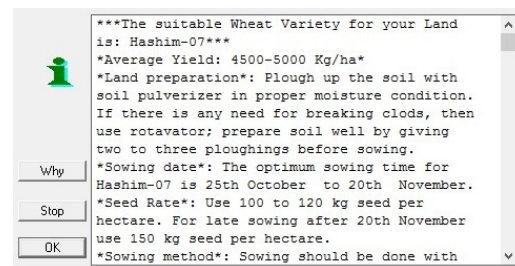 ***The suitable Wheat Variety for your Land
is: Hashim-07***
*Average Yield: 4500-5000 Kg/ha*
*Land preparation*: Plough up the soil with
soil pulverizer in proper moisture condition.
If there is any need for breaking clods, then
use rotavator; prepare soil well by giving
two to three ploughings before sowing.
*Sowing date*: The optimum sowing time for
Hashim-07 is 25th October  to 20th  November.
*Seed Rate*: Use 100 to 120 kg seed per
hectare. For late sowing after 20th November
use 150 kg seed per hectare.
*Sowing method*: Sowing should be done with
Why
Stop
OK